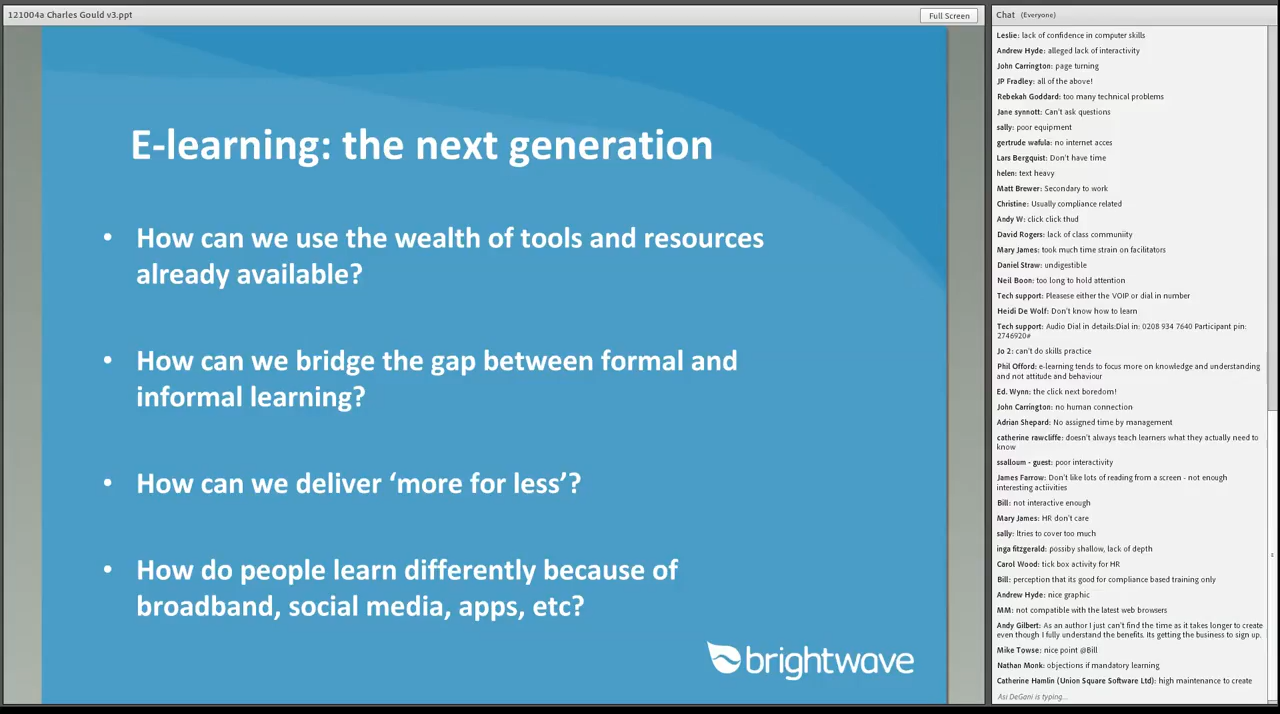 121004a Charles Gould v3.ppt
Full Screen
E-learning: the next generation
• How can we use the wealth of tools and resources
already available?
• How can we bridge the gap between formal and
informal learning?
• How can we deliver ‘more for less’?
• How do people learn differently because of
broadband, social media, apps, etc?
brightwave
Chat (Everyone)
Leslie: lack of confidence in computer skills
Andrew Hyde: alleged lack of interactivity
John Carrington: page turning
JP Fradley: all of the above!
Rebekah Goddard: too many technical problems
Jane synnott: Can't ask questions
sally: poor equipment
gertrude wafula: no internet acces
Lars Bergquist: Don't have time
helen: text heavy
Matt Brewer: Secondary to work
Christine: Usually compliance related
Andy W: click click thud
David Rogers: lack of class communiity
Mary James: took much time strain on facilitators
Daniel Straw: undigestible
Neil Boon: too long to hold attention
Tech support: Pleasese either the VOIP or dial in number
Heidi De Wolf: Don't know how to learn
Tech support: Audio Dial in details:Dial in: 0208 934 7640 Participant pin:
2746920#
Jo 2: can't do skills practice
Phil Offord: e-learning tends to focus more on knowledge and understanding
and not attitude and behaviour
Ed. Wynn: the click next boredom!
John Carrington: no human connection
Adrian Shepard: No assigned time by management
catherine rawcliffe: doesn't always teach learners what they actually need to
know
ssalloum - guest: poor interactivity
James Farrow: Don't like lots of reading from a screen - not enough
interesting actiivities
Bill: not interactive enough
Mary James: HR don't care
sally: ltries to cover too much
inga fitzgerald: possiby shallow, lack of depth
Carol Wood: tick box activity for HR
Bill: perception that its good for compliance based training only
Andrew Hyde: nice graphic
MM: not compatible with the latest web browsers
Andy Gilbert: As an author I just can't find the time as it takes longer to create
even though I fully understand the benefits. Its getting the business to sign up.
Mike Towse: nice point @Bill
Nathan Monk: objections if mandatory learning
Catherine Hamlin (Union Square Software Ltd): high maintenance to create
Asi DeGani is typing...